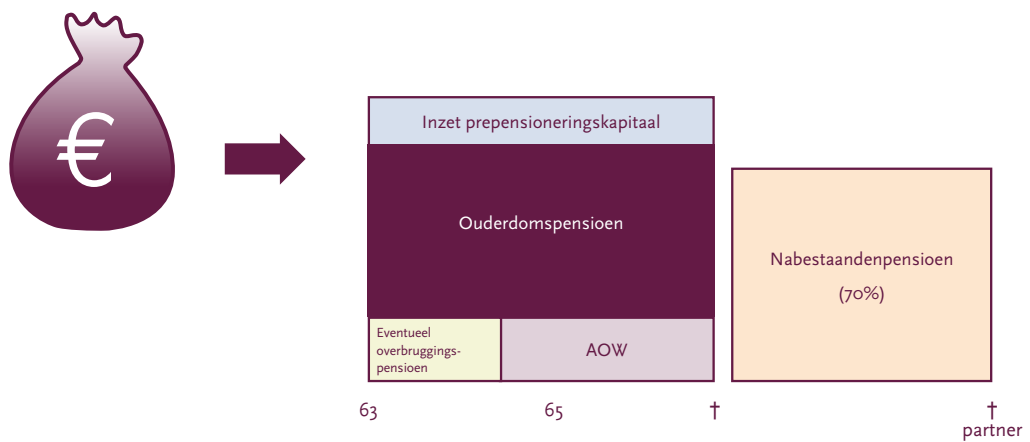 €
Inzet prepensioneringskapitaal
Ouderdomspensioen
Nabestaandenpensioen
(70%)
Eventueel
overbruggings-
pensioen
AOW
63
65
†
†
partner